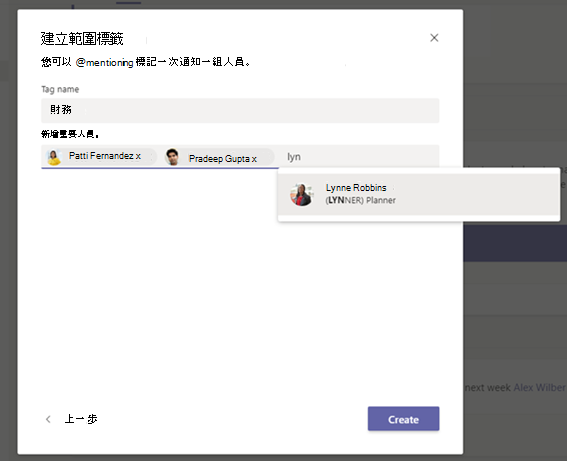 建立範圍標籤
您可以 @mentioning 標記一次通知一組人員。
Tag name
財務
新增重要人員。
Patti Fernandez x Pradeep Gupta x lyn
Lynne Robbins
(LYNNER) Planner
next week Alex Wilber
上一步 Create